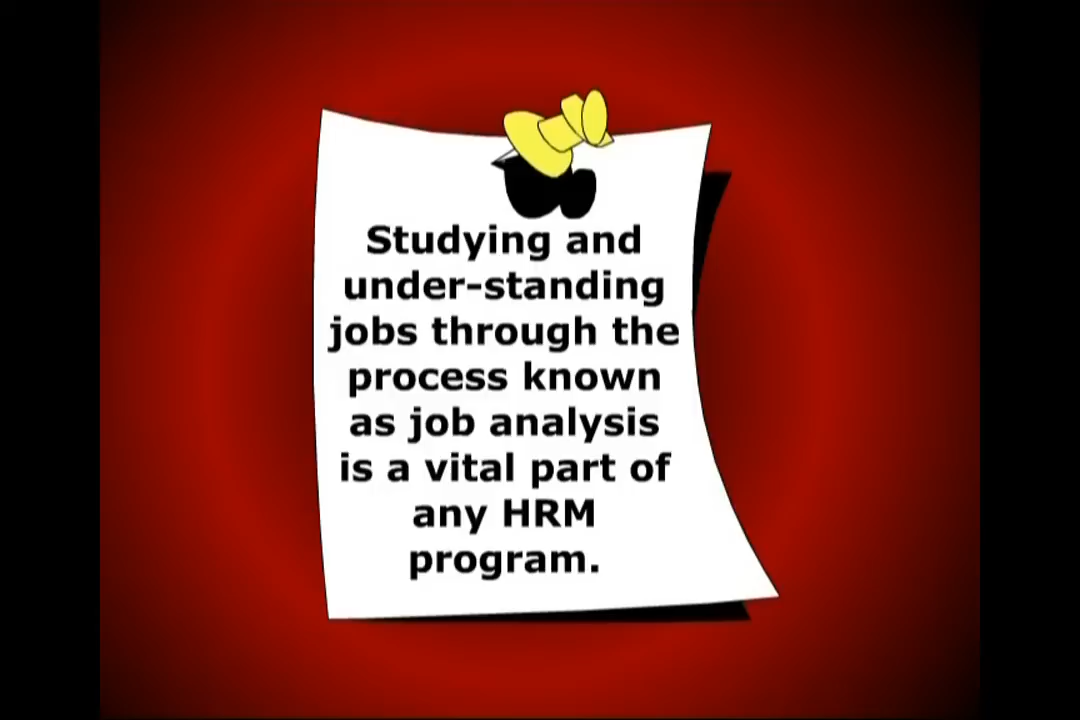 Studying and
under-standing
jobs through the
process known
as job analysis
is a vital part of
any HRM
program.